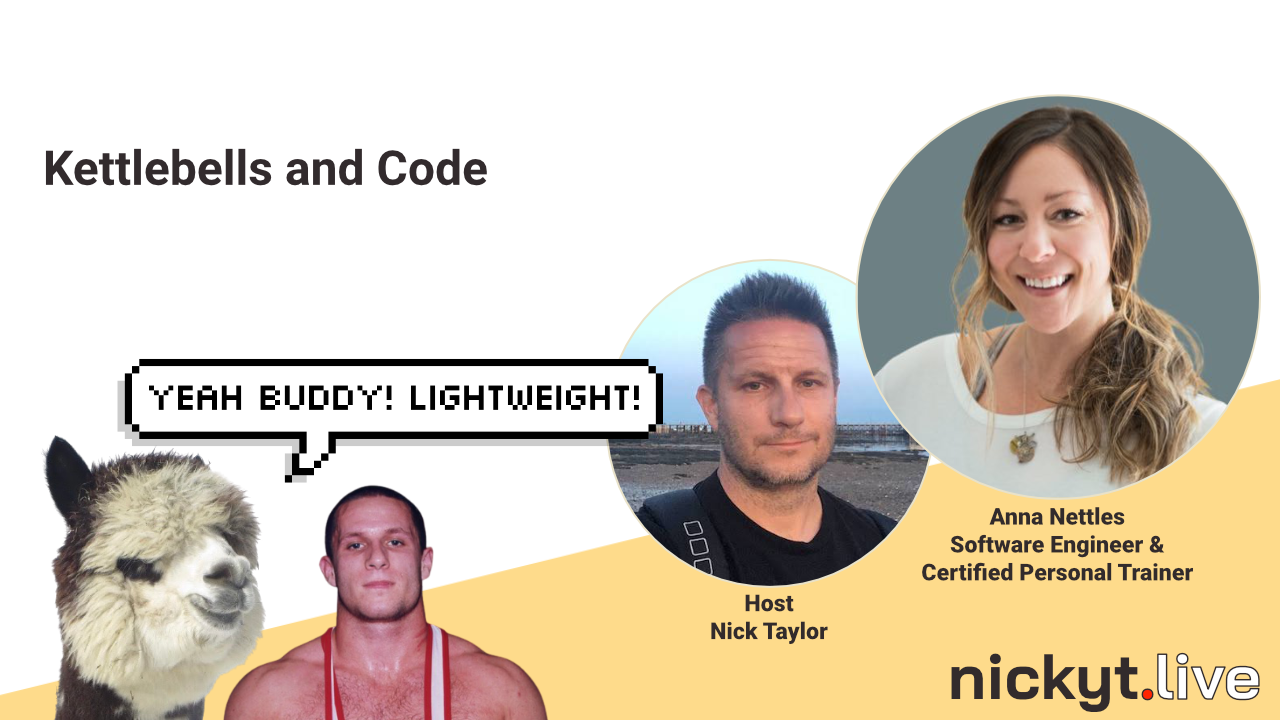 Kettlebells and Code
YEAH BUDDY! LIGHTWEIGHT!
Anna Nettles
Software Engineer &
Certified Personal Trainer
Host
Nick Taylor
nickyt.live